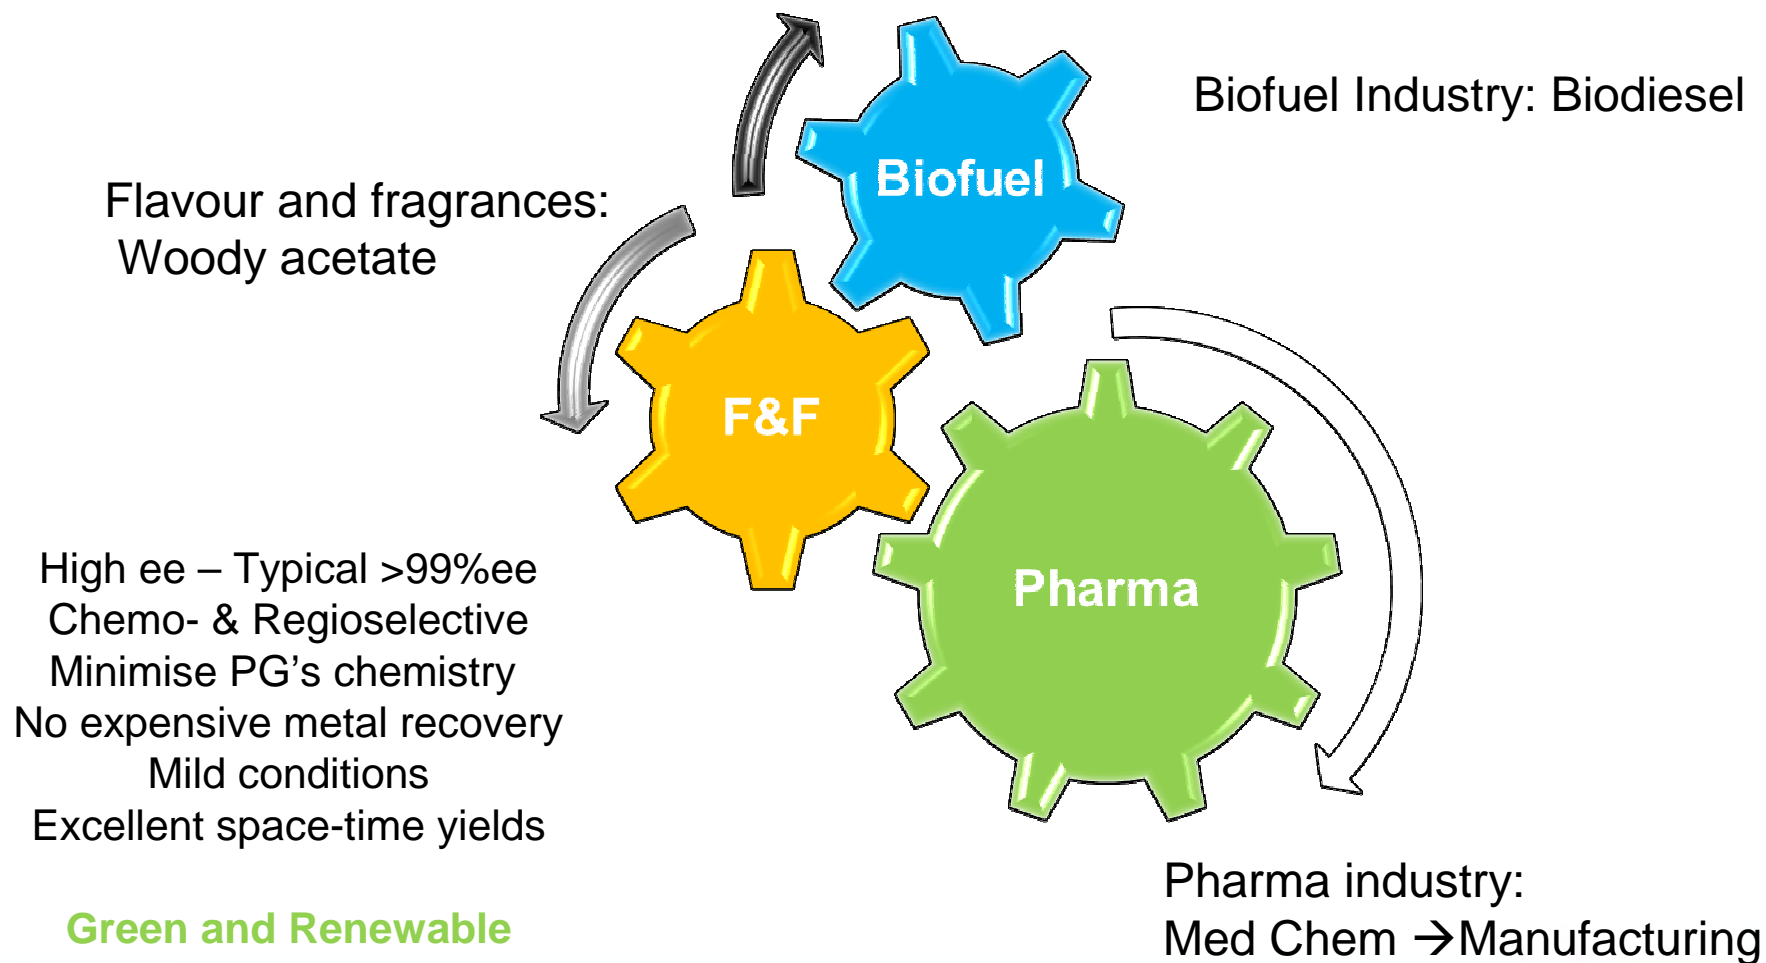 Biofuel Industry: Biodiesel
Biofuel
Flavour and fragrances:
Woody acetate
F&F
High ee – Typical >99%ee
Chemo- & Regioselective
Minimise PG’s chemistry
No expensive metal recovery
Mild conditions
Excellent space-time yields
Green and Renewable
Pharma
Pharma industry:
Med Chem →Manufacturing